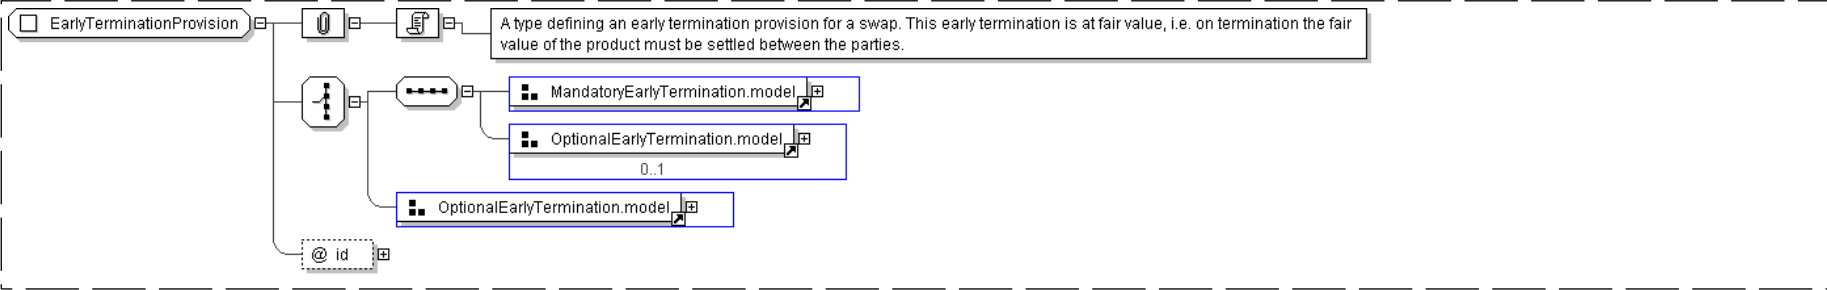 EarlyTerminationProvision
A type defining an early termination provision for a swap. This early termination is at fair value, i.e. on termination the fair
value of the product must be settled between the parties.
MandatoryEarlyTermination.model
OptionalEarlyTermination.model
0..1
OptionalEarlyTermination.model
@ id